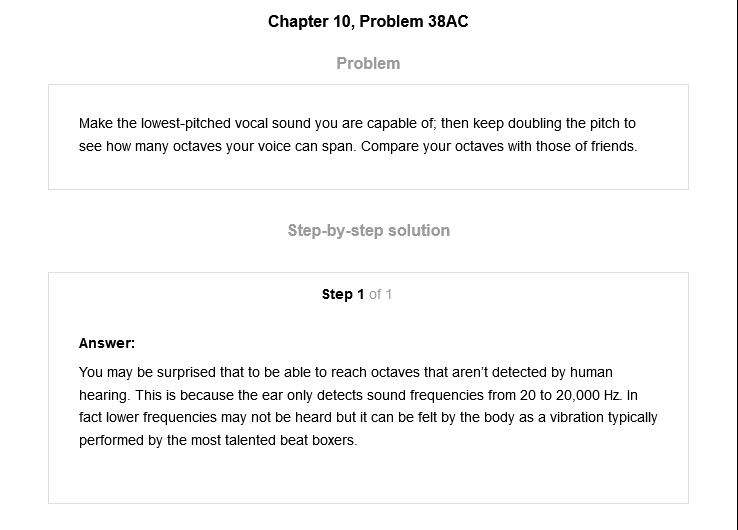 Chapter 10, Problem 38AC
Problem
Make the lowest-pitched vocal sound you are capable of; then keep doubling the pitch to
see how many octaves your voice can span. Compare your octaves with those of friends.
Step-by-step solution
Step 1 of 1
Answer:
You may be surprised that to be able to reach octaves that aren’t detected by human
hearing. This is because the ear only detects sound frequencies from 20 to 20,000 Hz. In
fact lower frequencies may not be heard but it can be felt by the body as a vibration typically
performed by the most talented beat boxers.